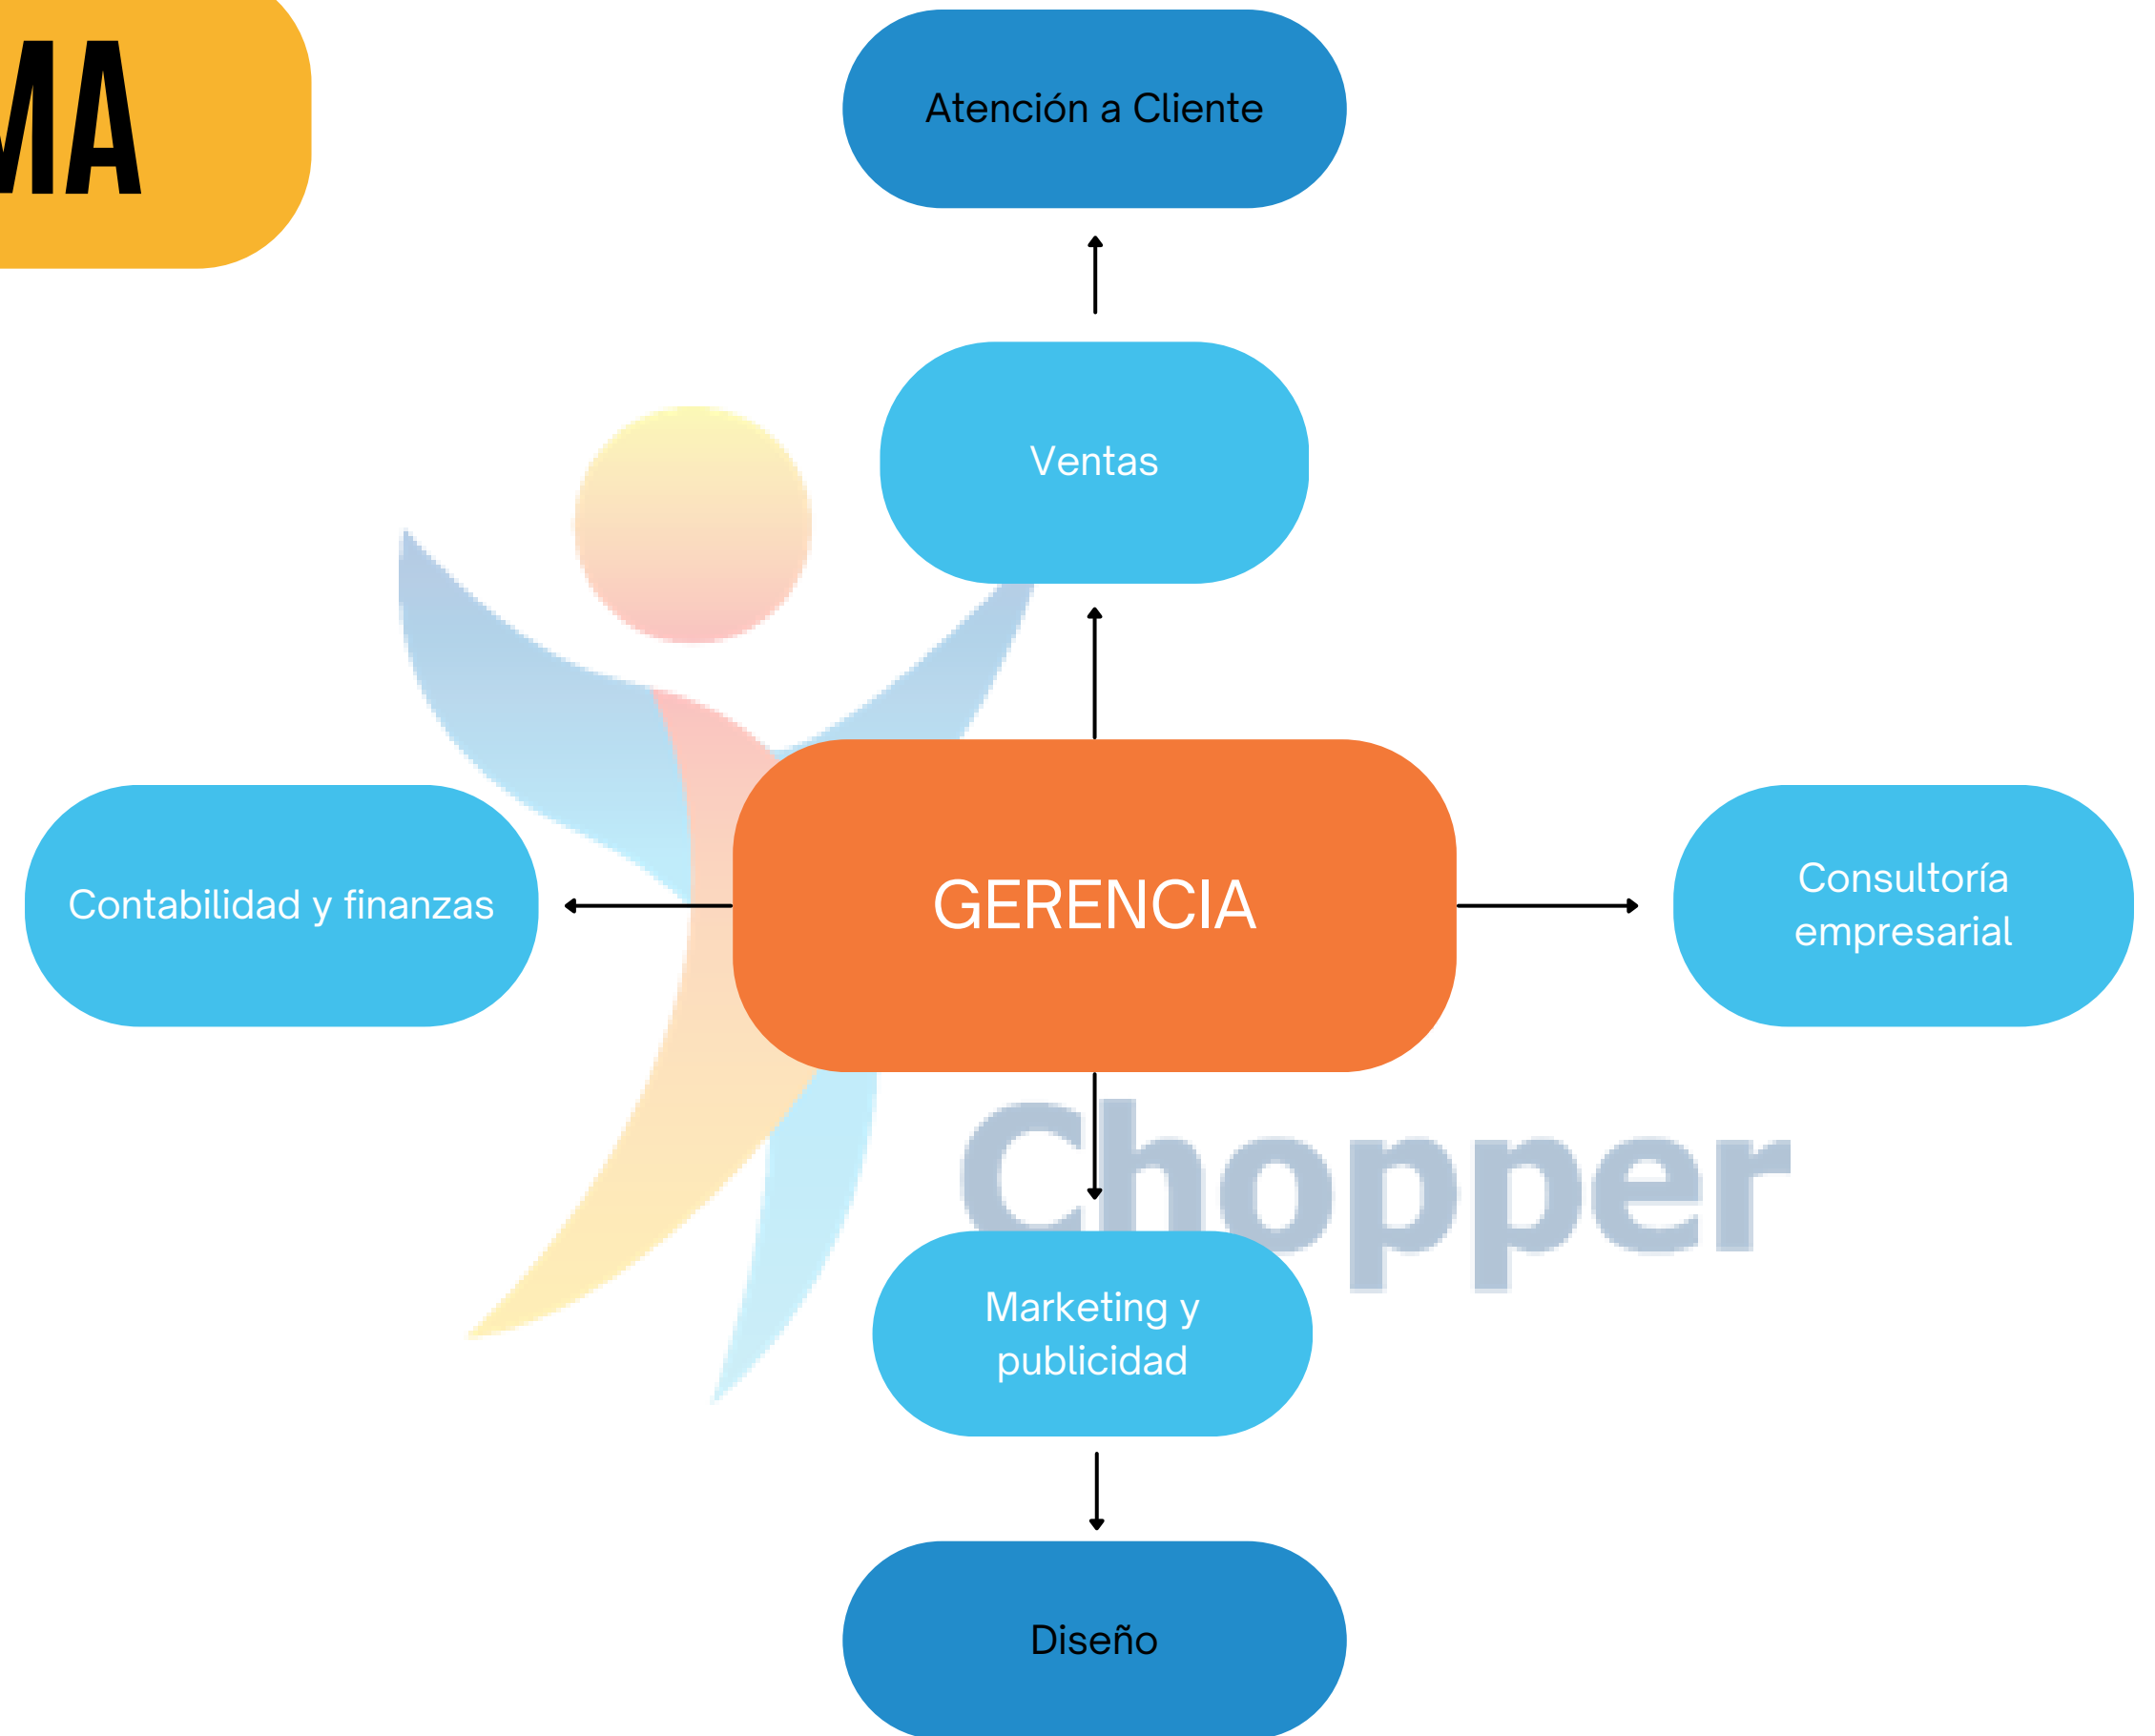 MA
Atención a Cliente
Ventas
Contabilidad y finanzas
GERENCIA
Consultoría
empresarial
Chopper
Marketing y
publicidad
Diseño